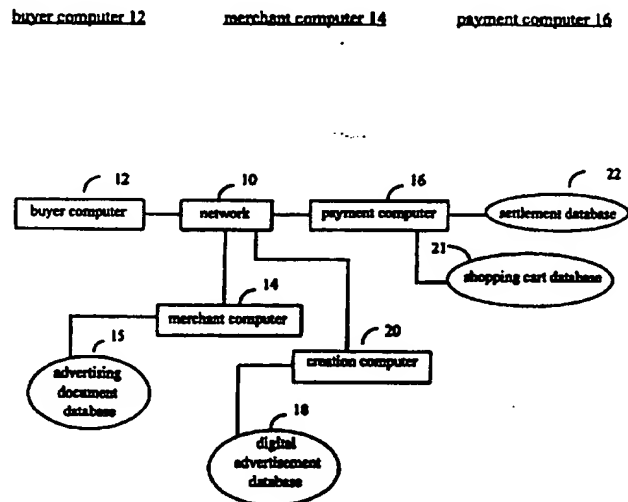 buyer computer 12 merchant computer 14 payment computer 16
12 10 16 22
buyer computer network payment computer settlement database
21
shopping cart database
14
merchant computer
15
advertising
document
database
20
creation computer
18
digital
advertisement
database